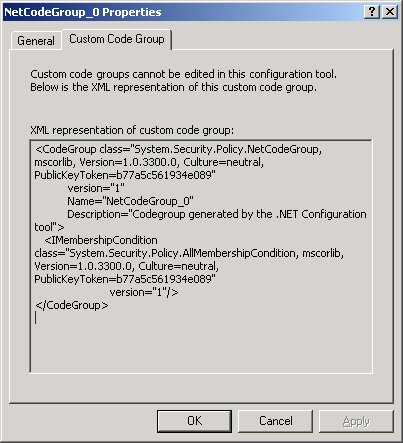 NetCodeGroup_0 Properties
General
Custom Code Group
Custom code groups cannot be edited in this configuration tool.
Below is the XML representation of this custom code group.
XML representation of custom code group:
<CodeGroup class="System.Security.Policy.NetCodeGroup,
mscorlib, Version=1.0.3300.0, Culture=neutral,
PublicKeyToken=b77a5c561934e089"
version="1"
Name="NetCodeGroup_0"
Description="Codegroup generated by the .NET Configuration
tool">
<IMembershipCondition
class="System.Security.Policy.AllMembershipCondition, mscorlib,
Version=1.0.3300.0, Culture=neutral,
PublicKeyToken=b77a5c561934e089"
version="1"/>
</CodeGroup>
OK
Cancel
Apply